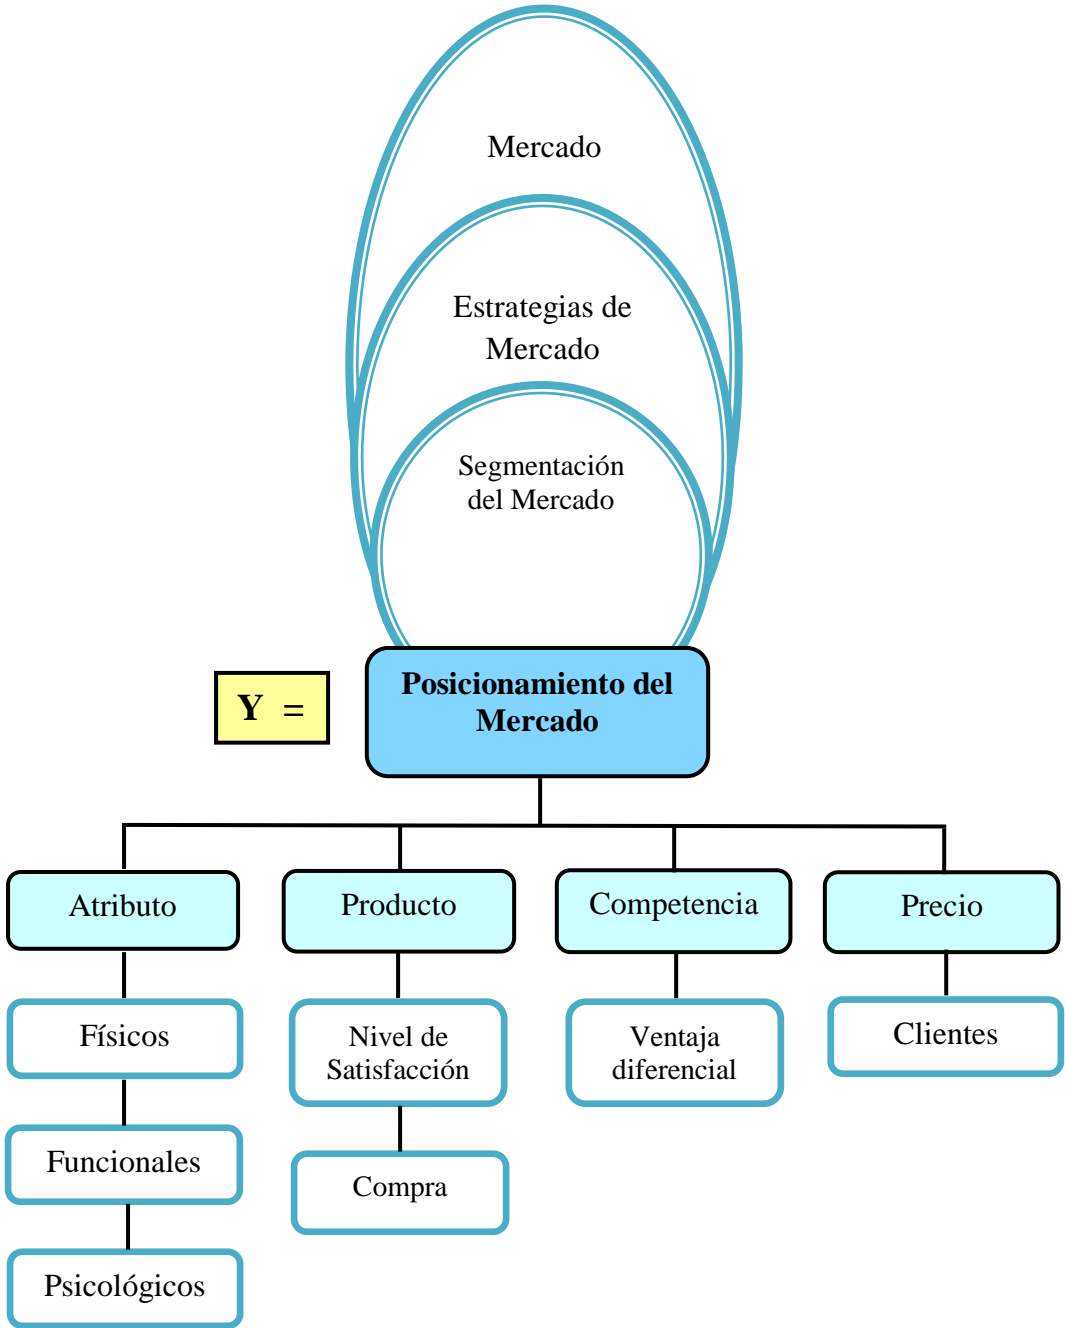 Mercado
Estrategias de
Mercado
Segmentación
del Mercado
Y =
Posicionamiento del
Mercado
Atributo
Producto
Competencia
Precio
Físicos
Nivel de
Satisfacción
Ventaja
diferencial
Clientes
Funcionales
Compra
Psicológicos